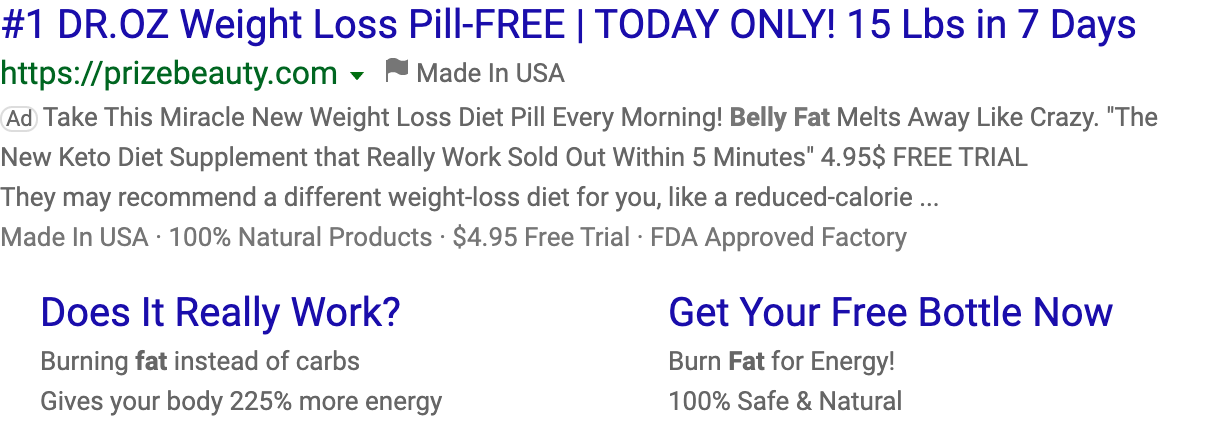 #1 DR.OZ Weight Loss Pill-FREE | TODAY ONLY! 15 Lbs in 7 Days
https://prizebeauty.com Made In USA
Ad Take This Miracle New Weight Loss Diet Pill Every Morning! Belly Fat Melts Away Like Crazy. "The
New Keto Diet Supplement that Really Work Sold Out Within 5 Minutes" 4.95$ FREE TRIAL
They may recommend a different weight-loss diet for you, like a reduced-calorie ...
Made In USA · 100% Natural Products · $4.95 Free Trial · FDA Approved Factory
Does It Really Work?
Burning fat instead of carbs
Gives your body 225% more energy
Get Your Free Bottle Now
Burn Fat for Energy!
100% Safe & Natural